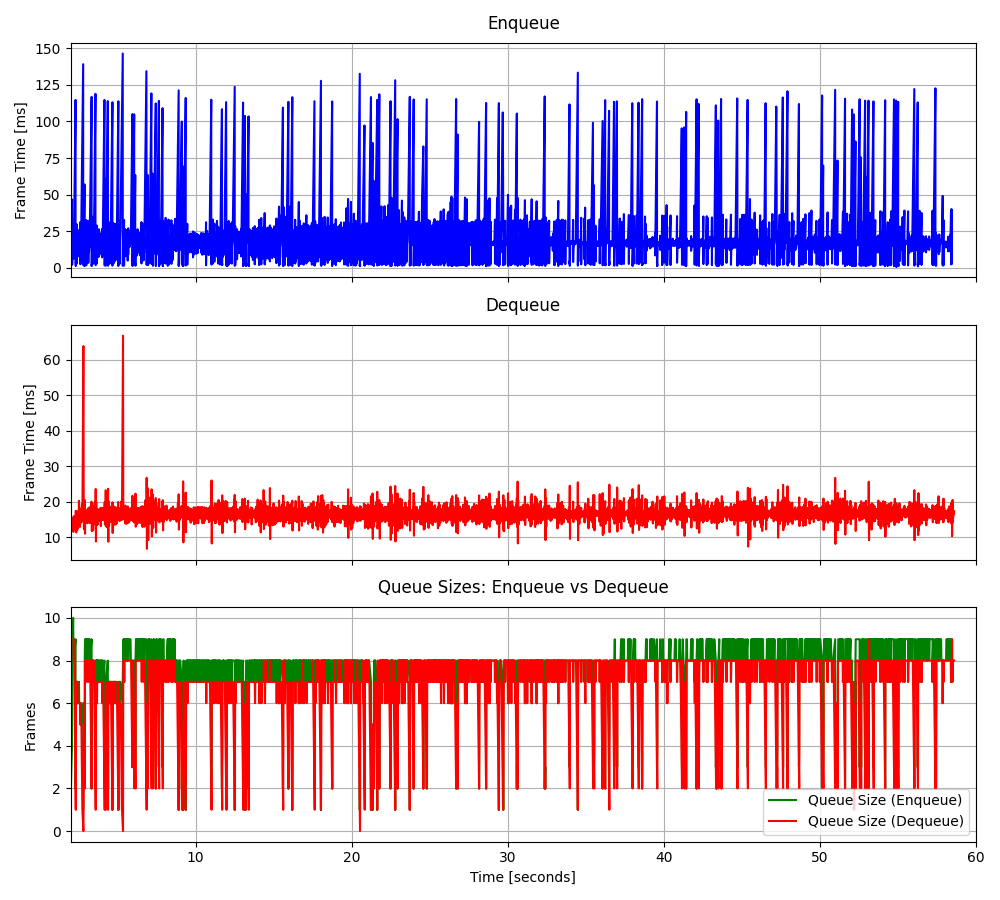 Enqueue
150
125
100
75
50
25
0
Frame Time [ms]
Dequeue
60
50
40
30
20
10
Frame Time [ms]
Queue Sizes: Enqueue vs Dequeue
10
8
6
4
2
0
Frames
Queue Size (Enqueue)
Queue Size (Dequeue)
10 20 30 40 50 60
Time [seconds]